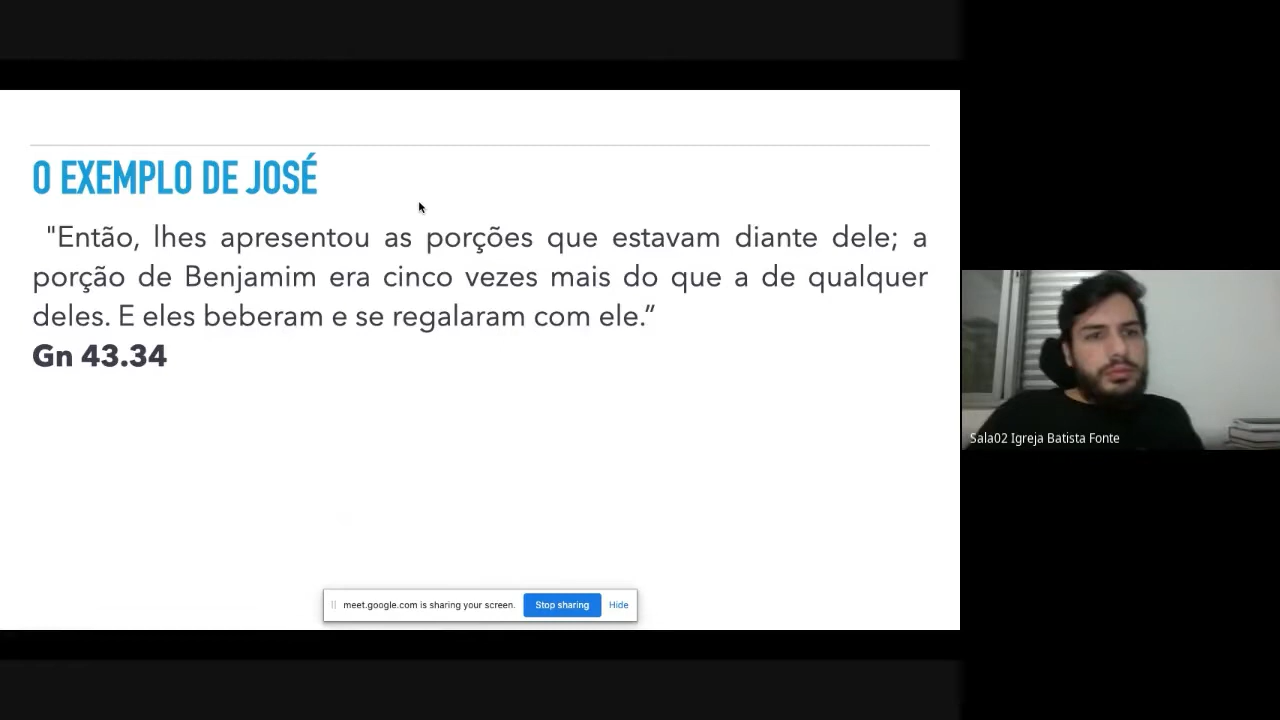 O EXEMPLO DE JOSÉ
"Então, lhes apresentou as porções que estavam diante dele; a
porção de Benjamim era cinco vezes mais do que a de qualquer
deles. E eles beberam e se regalaram com ele.”
Gn 43.34
Sala02 Igreja Batista Fonte
meet.google.com is sharing your screen. Stop sharing Hide